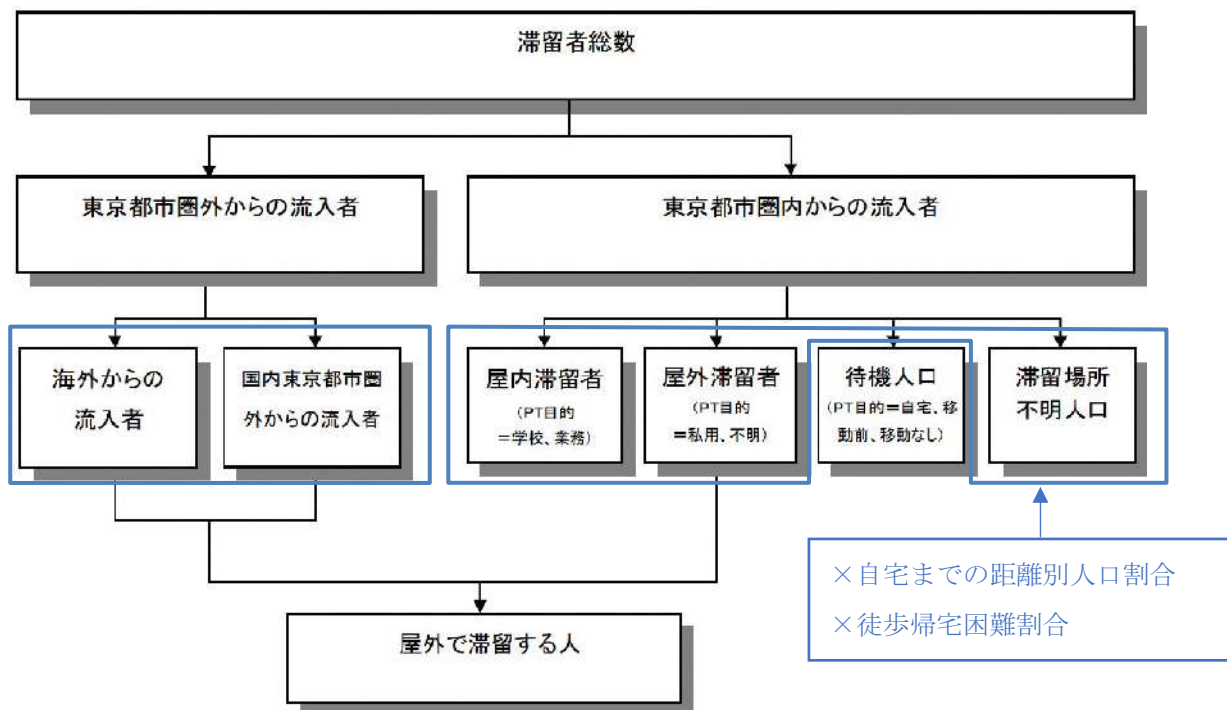 滞留者総数
東京都市圏外からの流入者
東京都市圏内からの流入者
海外からの
流入者
国内東京都市圏
外からの流入者
屋内滞留者
(PT目的
＝学校、業務)
屋外滞留者
(PT目的
＝私用、不明)
待機人口
(PT目的＝自宅、移
動前、移動なし)
滞留場所
不明人口
×自宅までの距離別人口割合
×徒歩帰宅困難割合
屋外で滞留する人